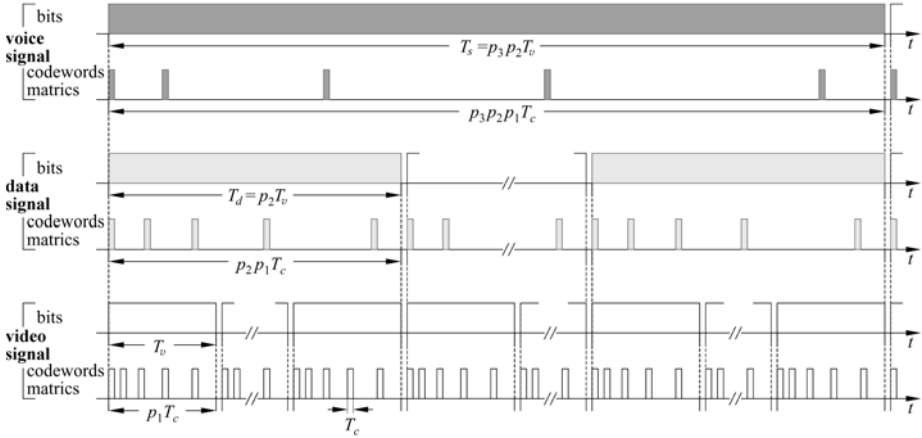 bits
voice
signal
T_s = p_3 p_2 T_v
t
codewords
matrics
p_3 p_2 p_1 T_c
t
bits
data
signal
T_d = p_2 T_v
t
codewords
matrics
p_2 p_1 T_c
t
bits
video
signal
T_v
t
codewords
matrics
p_1 T_c
T_c
t